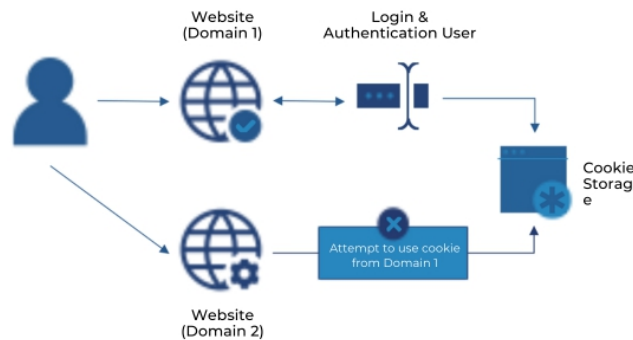 Website
(Domain 1)
Login &
Authentication User
Cookie
Storag
e
Attempt to use cookie
from Domain 1
Website
(Domain 2)